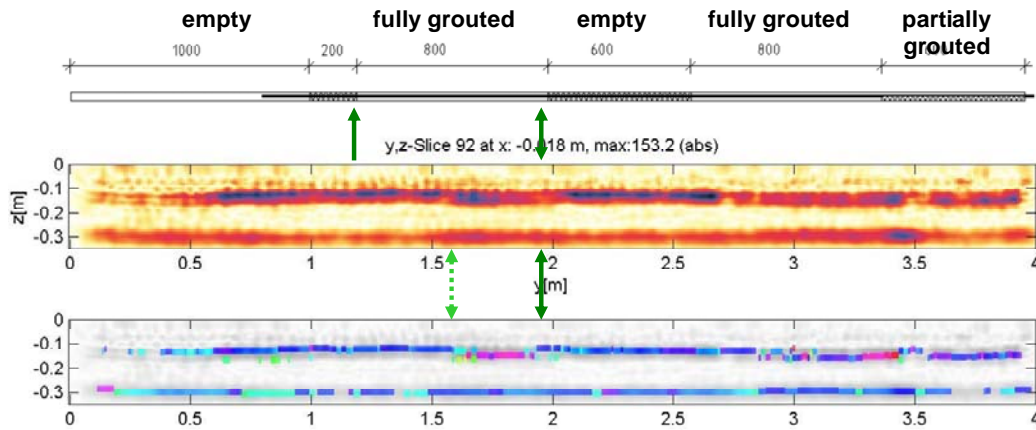 empty fully grouted empty fully grouted partially
grouted
1000 200 800 600 800
y,z-Slice 92 at x: -0.018 m, max:153.2 (abs)
0
-0.1
-0.2
-0.3
z[m]
0 0.5 1 1.5 2 2.5 3 3.5 4
y[m]
0
-0.1
-0.2
-0.3
0 0.5 1 1.5 2 2.5 3 3.5 4